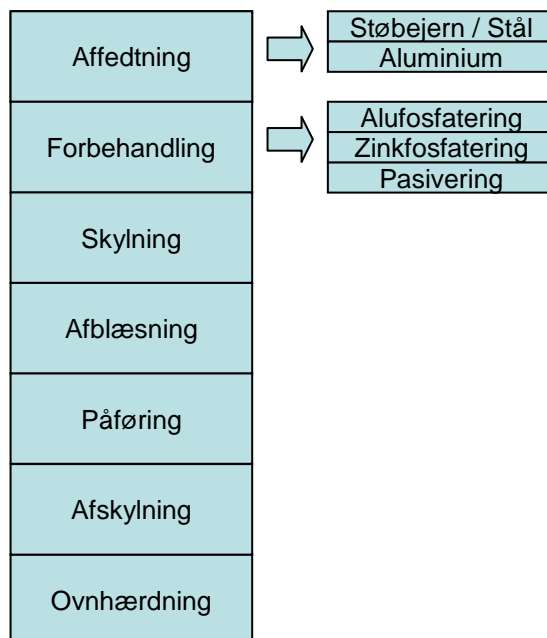 Affedtning
Støbejern / Stål
Aluminium
Forbehandling
Alufosfatering
Zinkfosfatering
Pasivering
Skylning
Afblæsning
Påføring
Afskylning
Ovnhærdning